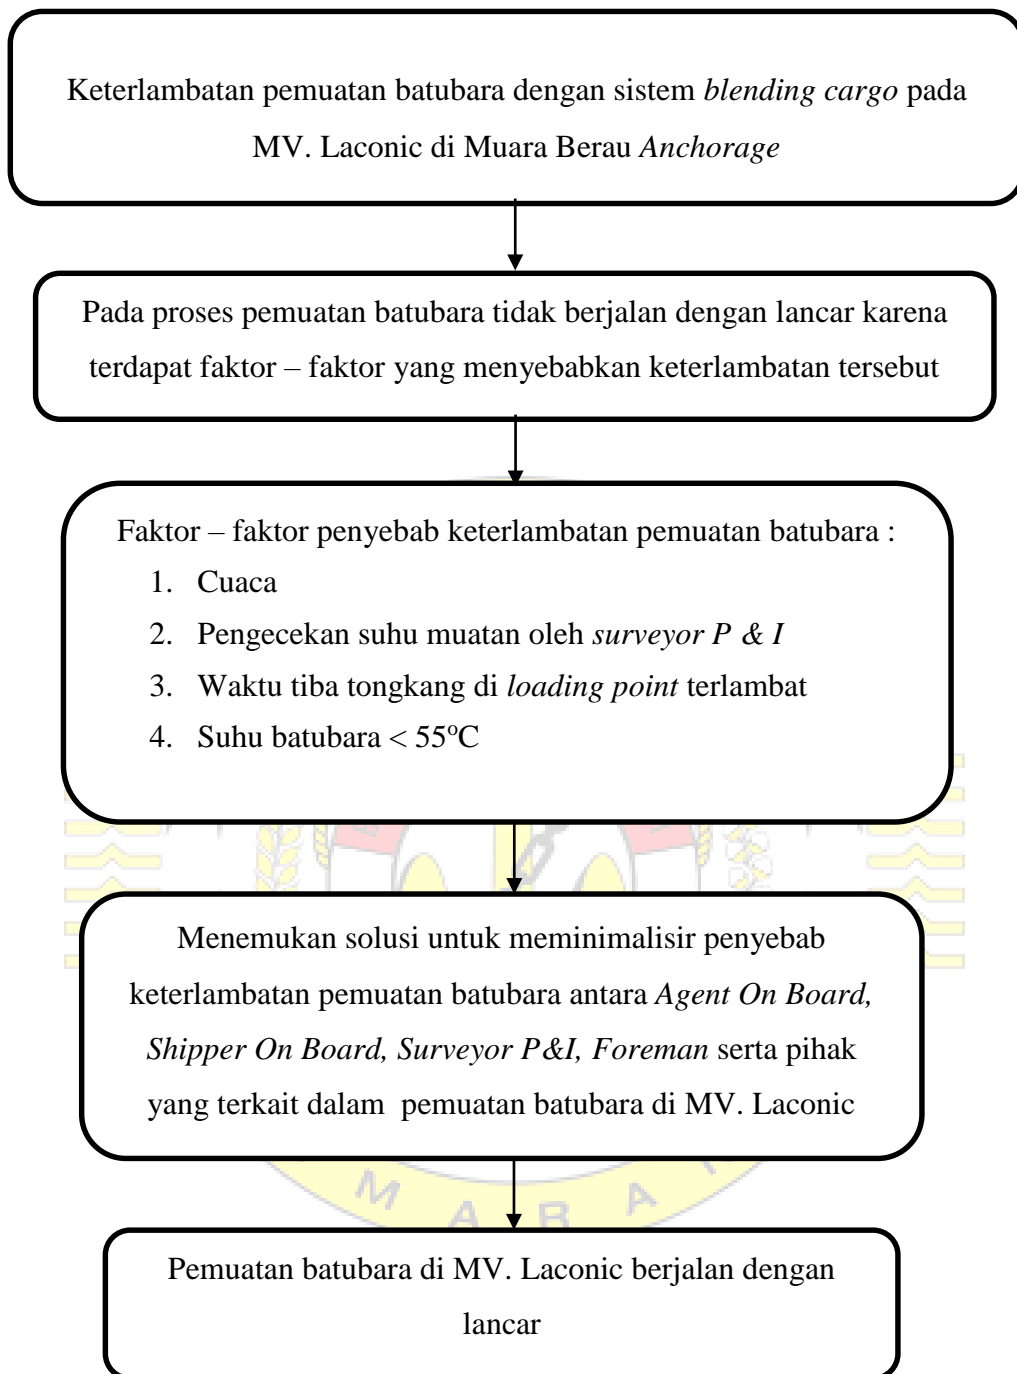 Keterlambatan pemuatan batubara dengan sistem blending cargo pada
MV. Laconic di Muara Berau Anchorage
Pada proses pemuatan batubara tidak berjalan dengan lancar karena
terdapat faktor – faktor yang menyebabkan keterlambatan tersebut
Faktor – faktor penyebab keterlambatan pemuatan batubara :
1. Cuaca
2. Pengecekan suhu muatan oleh surveyor P & I
3. Waktu tiba tongkang di loading point terlambat
4. Suhu batubara < 55°C
Menemukan solusi untuk meminimalisir penyebab
keterlambatan pemuatan batubara antara Agent On Board,
Shipper On Board, Surveyor P&I, Foreman serta pihak
yang terkait dalam pemuatan batubara di MV. Laconic
M A R A
Pemuatan batubara di MV. Laconic berjalan dengan
lancar